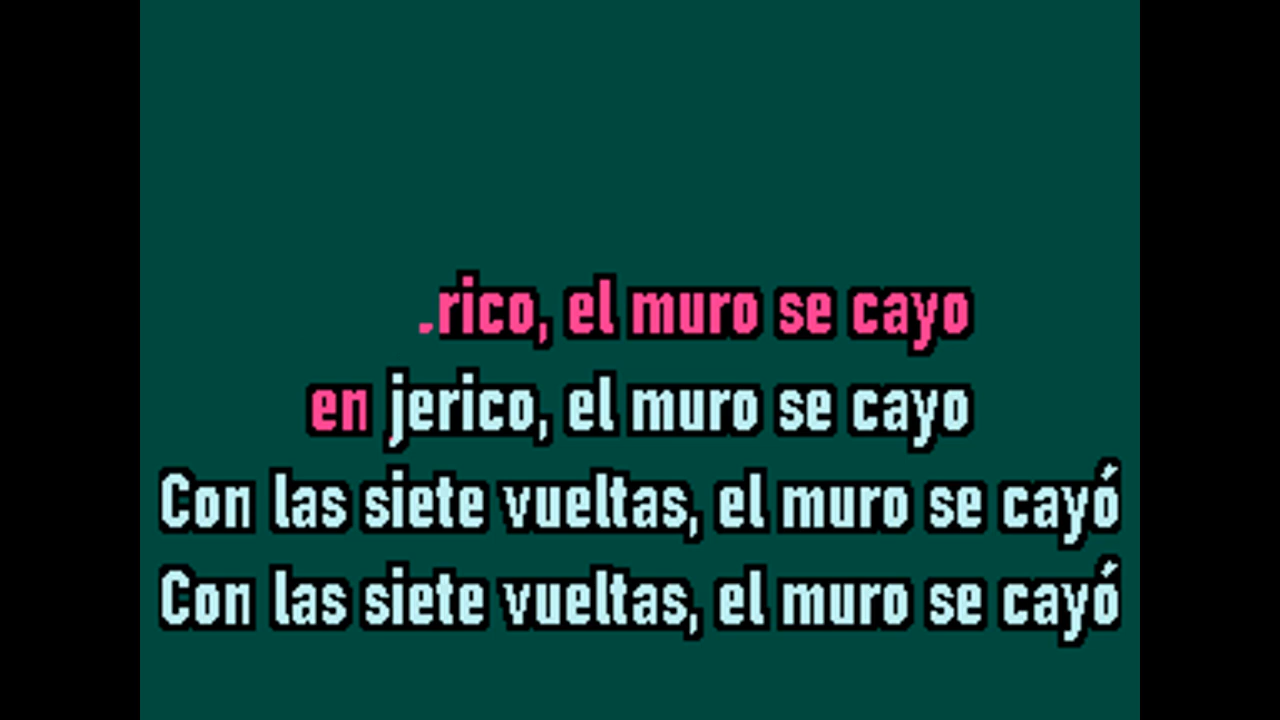 .rico, el muro se cayo
en jerico, el muro se cayo
Con las siete vueltas, el muro se cayó
Con las siete vueltas, el muro se cayó